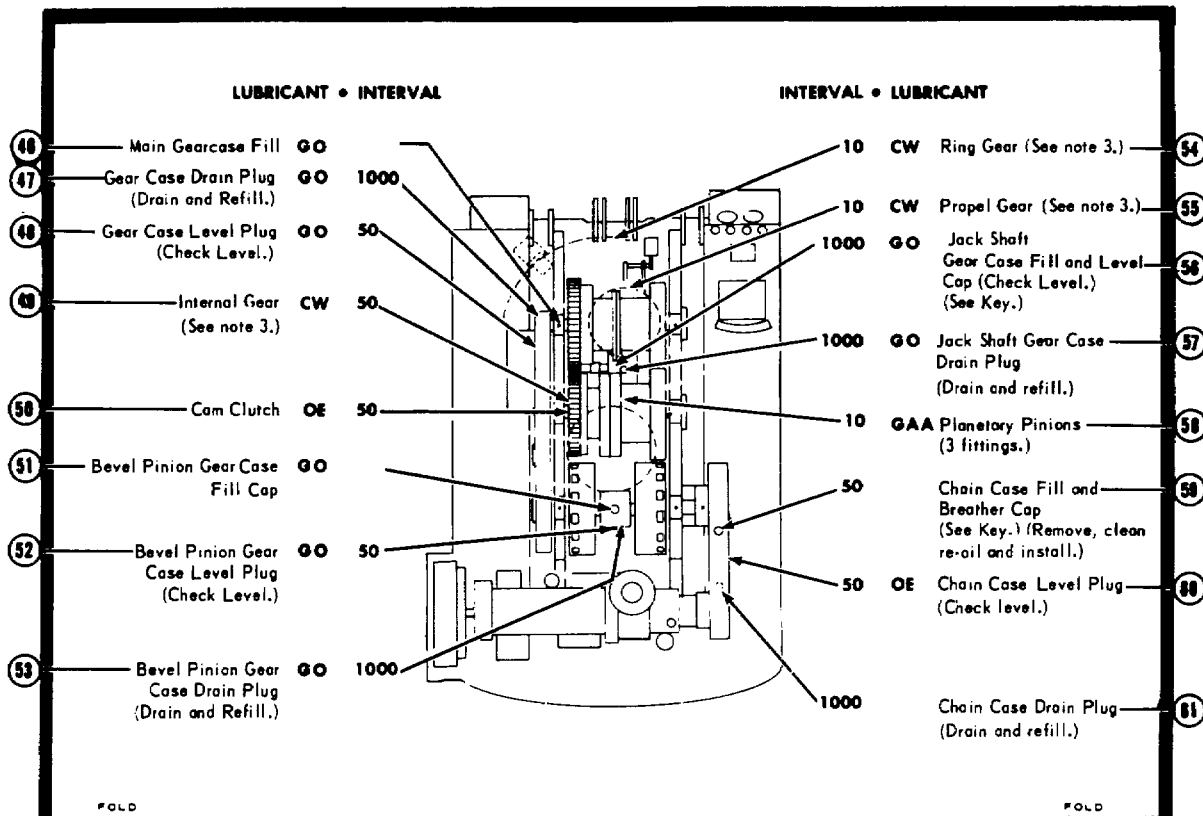 LUBRICANT • INTERVAL
46 Main Gearcase Fill GO
47 Gear Case Drain Plug GO 1000
(Drain and Refill.)
48 Gear Case Level Plug GO 50
(Check Level.)
49 Internal Gear CW 50
(See note 3.)
50 Cam Clutch OE 50
51 Bevel Pinion Gear Case GO
Fill Cap
52 Bevel Pinion Gear GO 50
Case Level Plug
(Check Level.)
53 Bevel Pinion Gear GO 1000
Case Drain Plug
(Drain and Refill.)
INTERVAL • LUBRICANT
10 CW Ring Gear (See note 3.) 54
10 CW Propel Gear (See note 3.) 55
1000 GO Jack Shaft
Gear Case Fill and Level 56
Cap (Check Level.)
(See Key.)
1000 GO Jack Shaft Gear Case 57
Drain Plug
(Drain and refill.)
10 GAA Planetory Pinions 58
(3 fittings.)
50 Chain Case Fill and 59
Breather Cap
(See Key.) (Remove, clean
re-oil and install.)
50 OE Chain Case Level Plug 60
(Check level.)
1000 Chain Case Drain Plug 61
(Drain and refill.)
FOLD FOLD